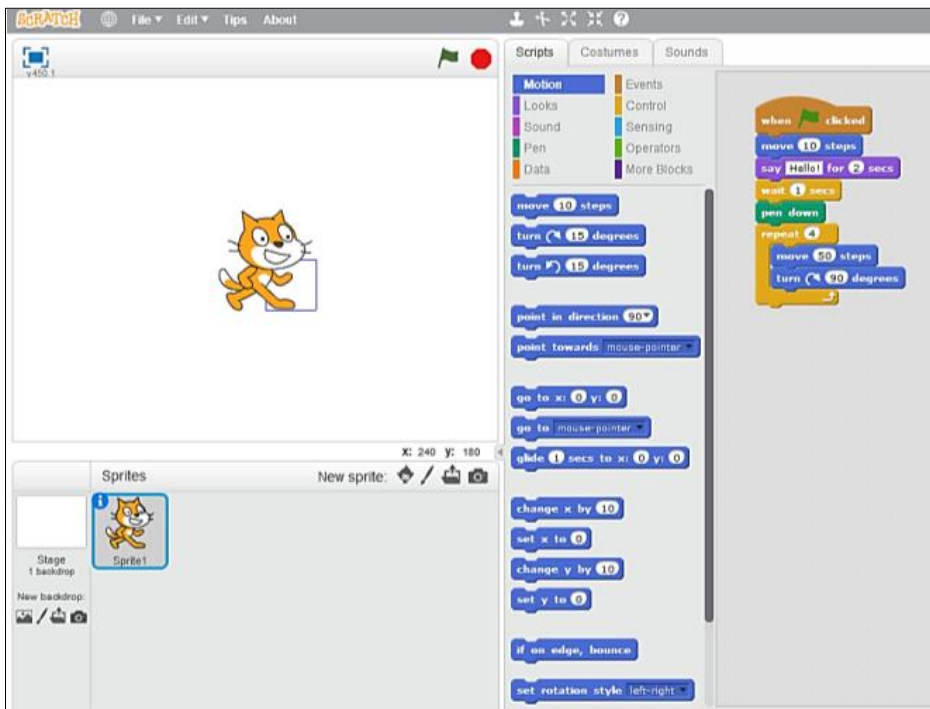 SCRATCH File ▼ Edit ▼ Tips About
v450.1
x: 240 y: 180
Sprites New sprite:
Sprite1
Stage
1 backdrop
New backdrop:
Scripts Costumes Sounds
Motion Events
Looks Control
Sound Sensing
Pen Operators
Data More Blocks
move 10 steps
turn 15 degrees
turn 15 degrees
point in direction 90▼
point towards mouse-pointer
go to x: 0 y: 0
go to mouse-pointer
glide 1 secs to x: 0 y: 0
change x by 10
set x to 0
change y by 10
set y to 0
if on edge, bounce
set rotation style left-right
when clicked
move 10 steps
say Hello! for 2 secs
wait 1 secs
pen down
repeat 4
move 50 steps
turn 90 degrees